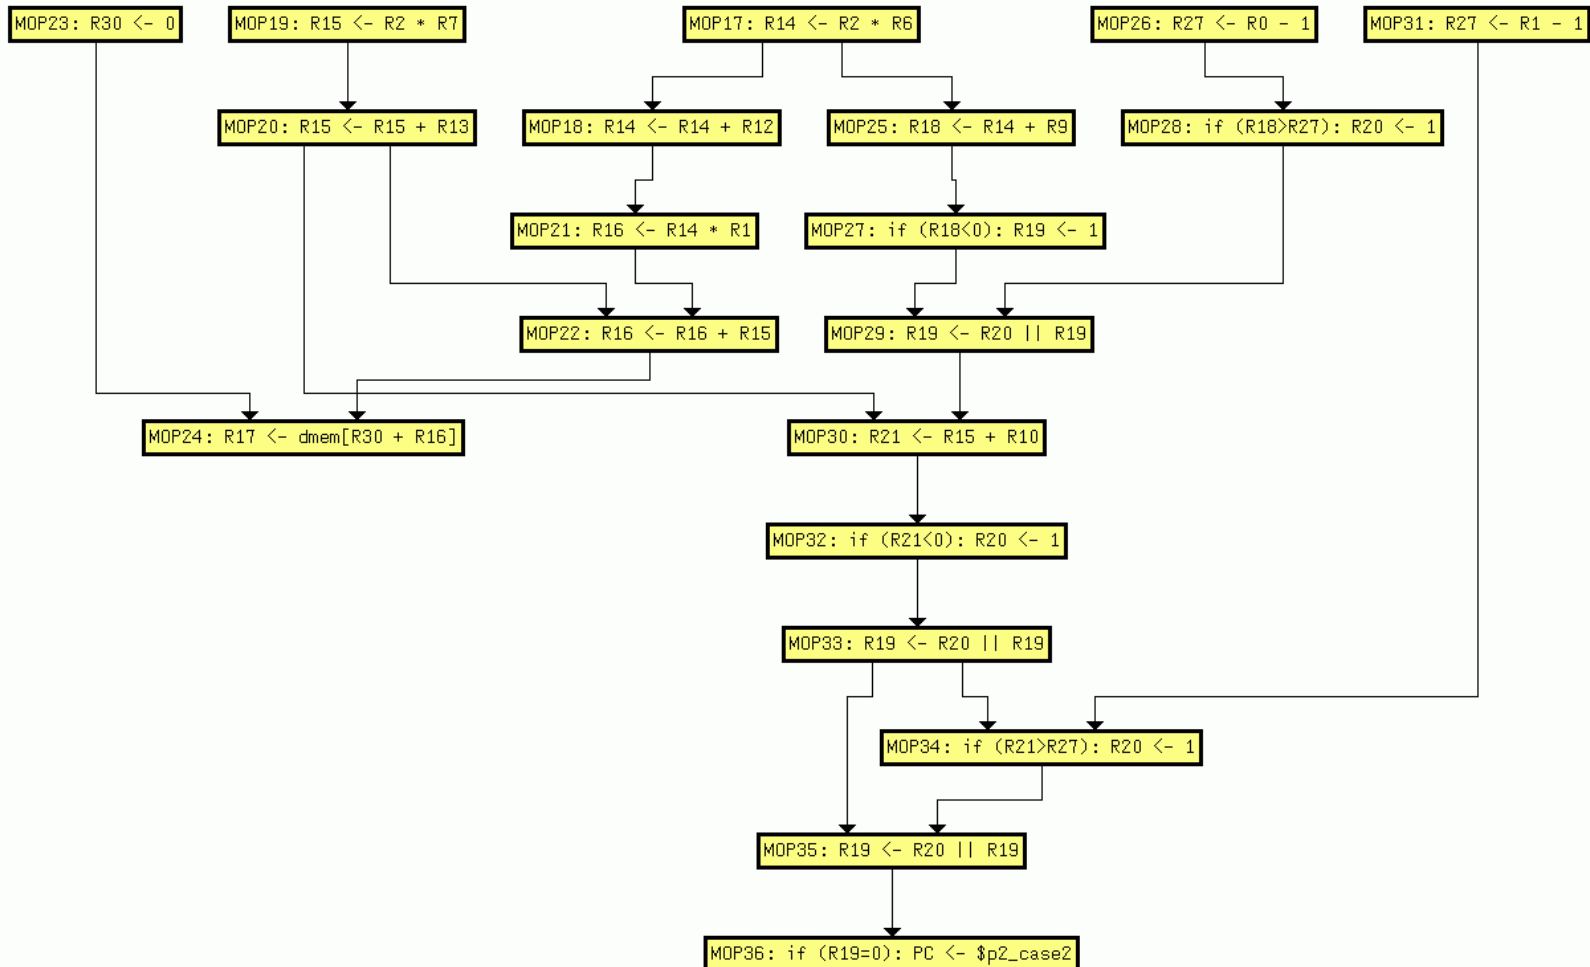 MOP23: R30 <- 0
MOP19: R15 <- R2 * R7
MOP17: R14 <- R2 * R6
MOP26: R27 <- R0 - 1
MOP31: R27 <- R1 - 1
MOP20: R15 <- R15 + R13
MOP18: R14 <- R14 + R12
MOP25: R18 <- R14 + R9
MOP28: if (R18>R27): R20 <- 1
MOP21: R16 <- R14 * R1
MOP27: if (R18<0): R19 <- 1
MOP22: R16 <- R16 + R15
MOP29: R19 <- R20 || R19
MOP24: R17 <- dmem[R30 + R16]
MOP30: R21 <- R15 + R10
MOP32: if (R21<0): R20 <- 1
MOP33: R19 <- R20 || R19
MOP34: if (R21>R27): R20 <- 1
MOP35: R19 <- R20 || R19
MOP36: if (R19=0): PC <- $p2_case2